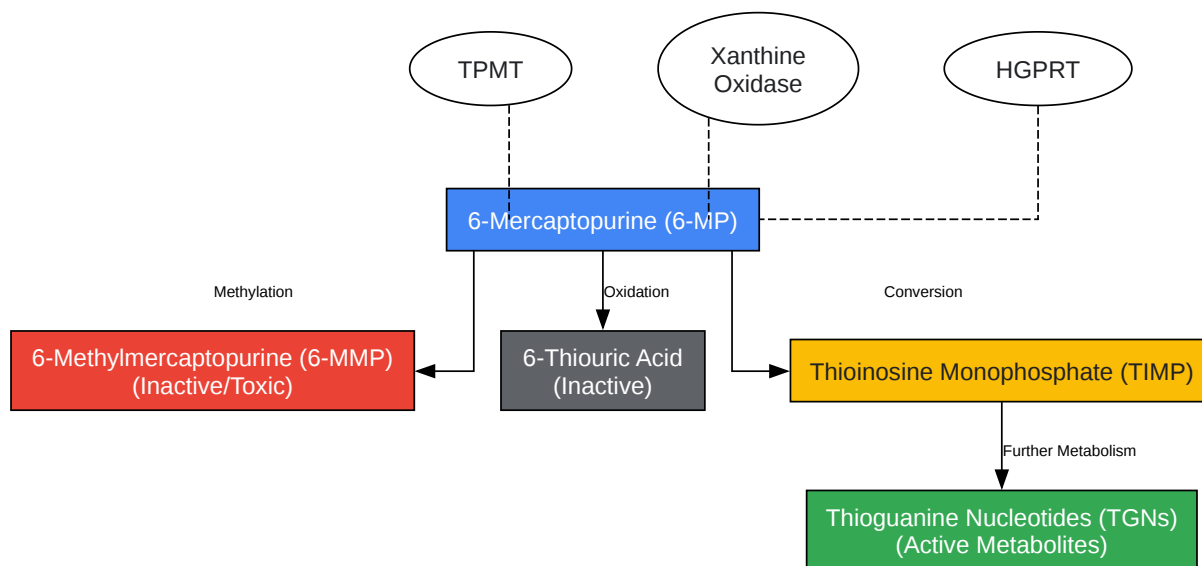 TPMT
Xanthine
Oxidase
HGPRT
6-Mercaptopurine (6-MP)
Methylation
Oxidation
Conversion
6-Methylmercaptopurine (6-MMP)
(Inactive/Toxic)
6-Thiouric Acid
(Inactive)
Thioinosine Monophosphate (TIMP)
Further Metabolism
Thioguanine Nucleotides (TGNs)
(Active Metabolites)